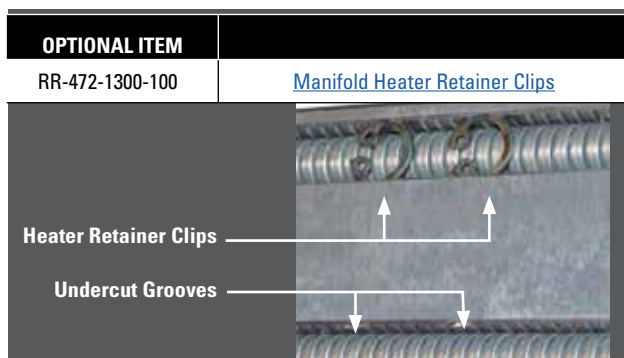 OPTIONAL ITEM
RR-472-1300-100 Manifold Heater Retainer Clips
Heater Retainer Clips
Undercut Grooves